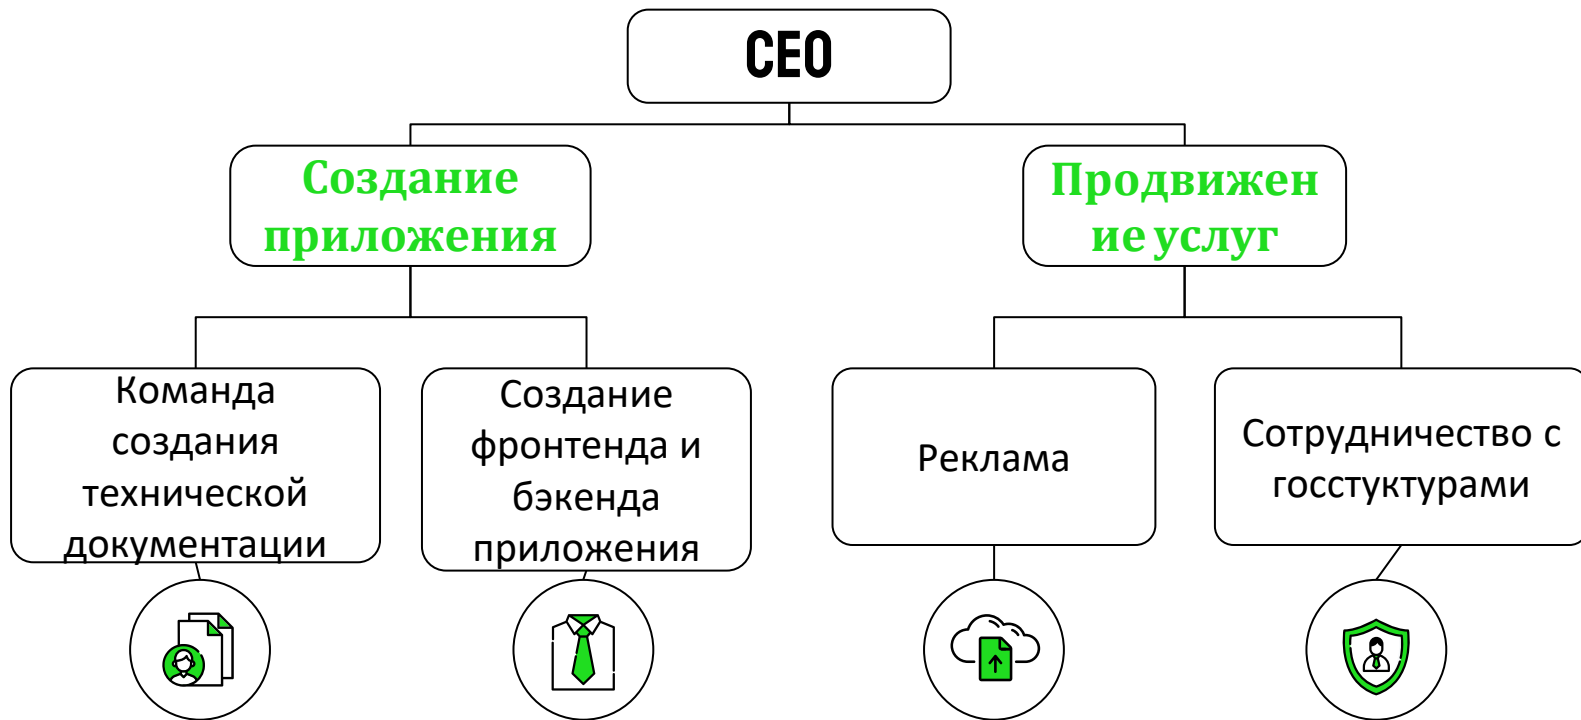 CEO
Создание
приложения
Продвижен
ие услуг
Команда
создания
технической
документации
Создание
фронтенда и
бэкенда
приложения
Реклама
Сотрудничество с
госстуктурами